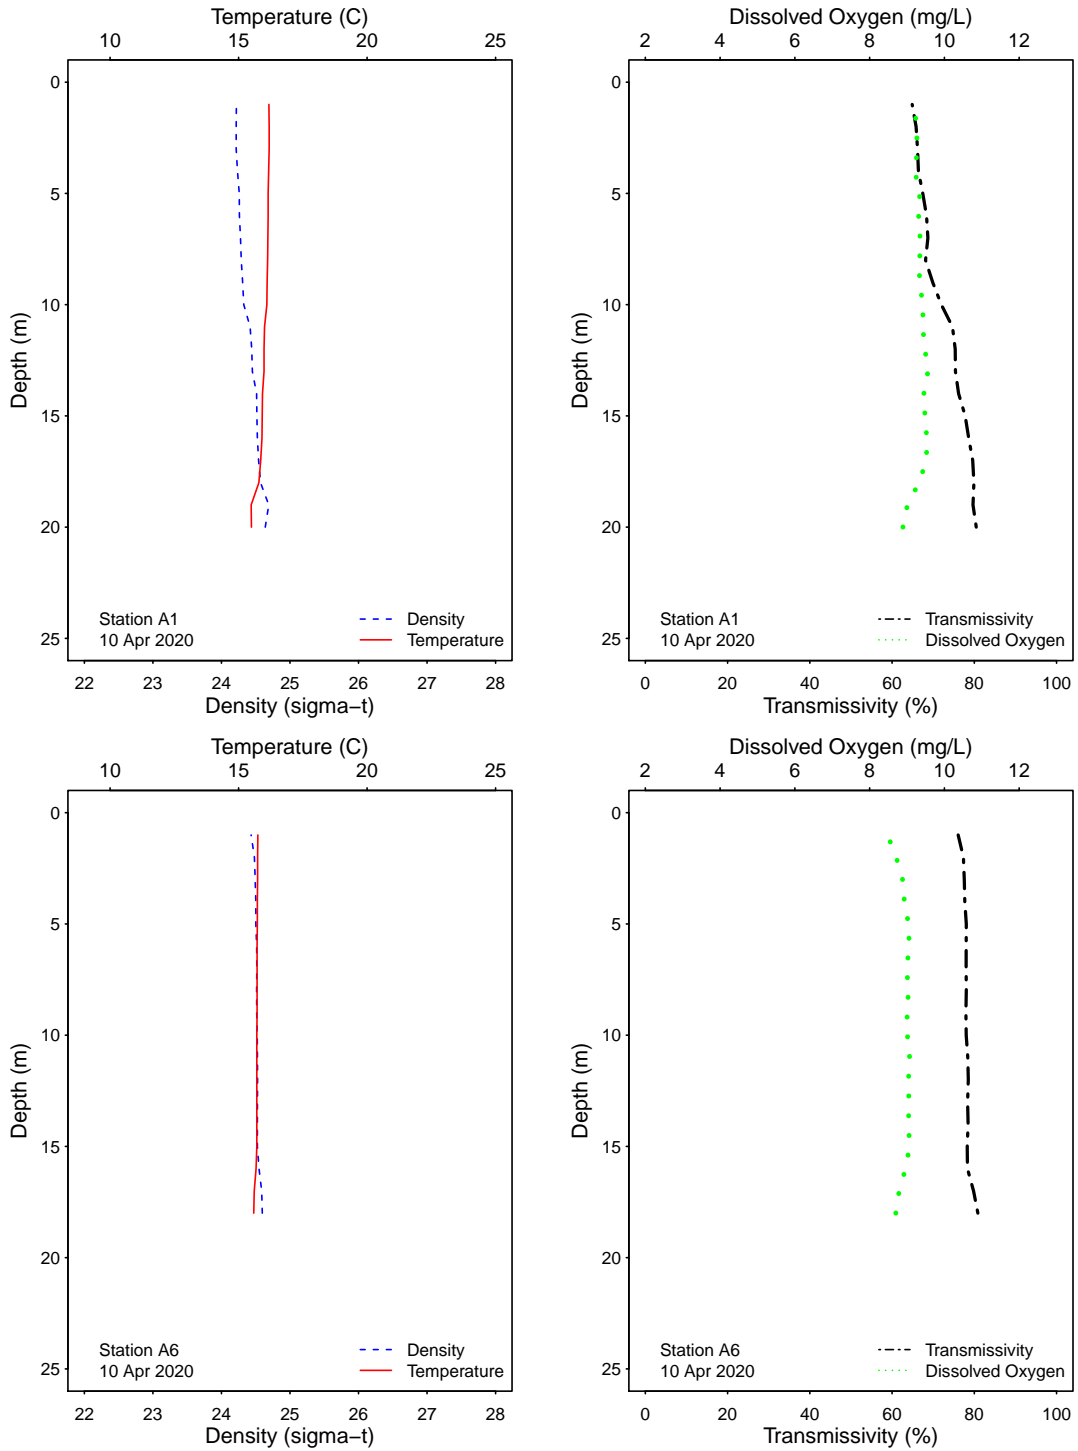 Temperature (C)
10 15 20 25
0
5
10
15
20
25
Depth (m)
Station A1
10 Apr 2020
Density
Temperature
22 23 24 25 26 27 28
Density (sigma−t)
Dissolved Oxygen (mg/L)
2 4 6 8 10 12
0
5
10
15
20
25
Depth (m)
Station A1
10 Apr 2020
Transmissivity
Dissolved Oxygen
0 20 40 60 80 100
Transmissivity (%)
Temperature (C)
10 15 20 25
0
5
10
15
20
25
Depth (m)
Station A6
10 Apr 2020
Density
Temperature
22 23 24 25 26 27 28
Density (sigma−t)
Dissolved Oxygen (mg/L)
2 4 6 8 10 12
0
5
10
15
20
25
Depth (m)
Station A6
10 Apr 2020
Transmissivity
Dissolved Oxygen
0 20 40 60 80 100
Transmissivity (%)